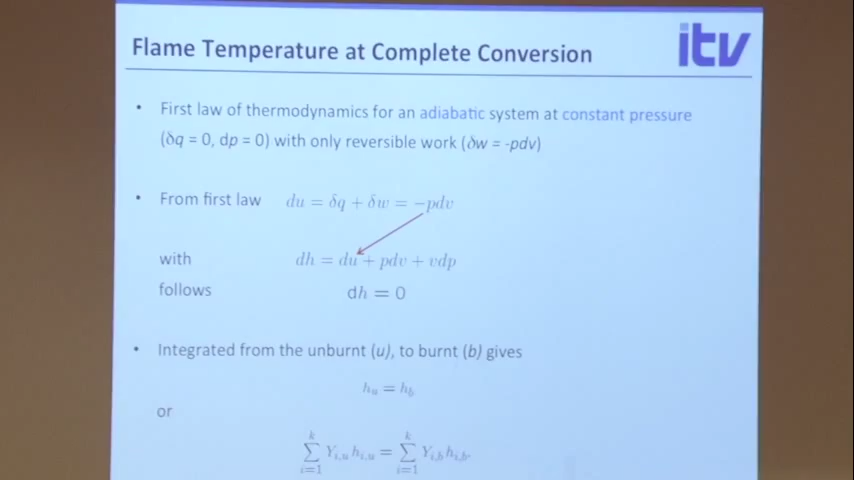 Flame Temperature at Complete Conversion
itv
• First law of thermodynamics for an adiabatic system at constant pressure
(δq = 0, dp = 0) with only reversible work (δw = -pdv)
• From first law du = δq + δw = −pdv
with dh = du + pdv + vdp
follows dh = 0
• Integrated from the unburnt (u), to burnt (b) gives
h_u = h_b
or
\sum_{i=1}^{k} Y_{i,u} h_{i,u} = \sum_{i=1}^{k} Y_{i,b} h_{i,b}.